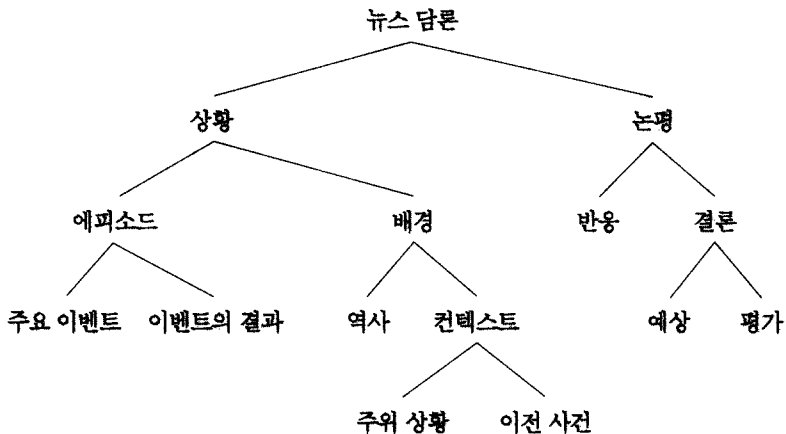 뉴스 담론
상황 논평
에피소드 배경 반응 결론
주요 이벤트 이밴트의 결과 역사 컨텍스트 예상 평가
주위 상황 이전 사건